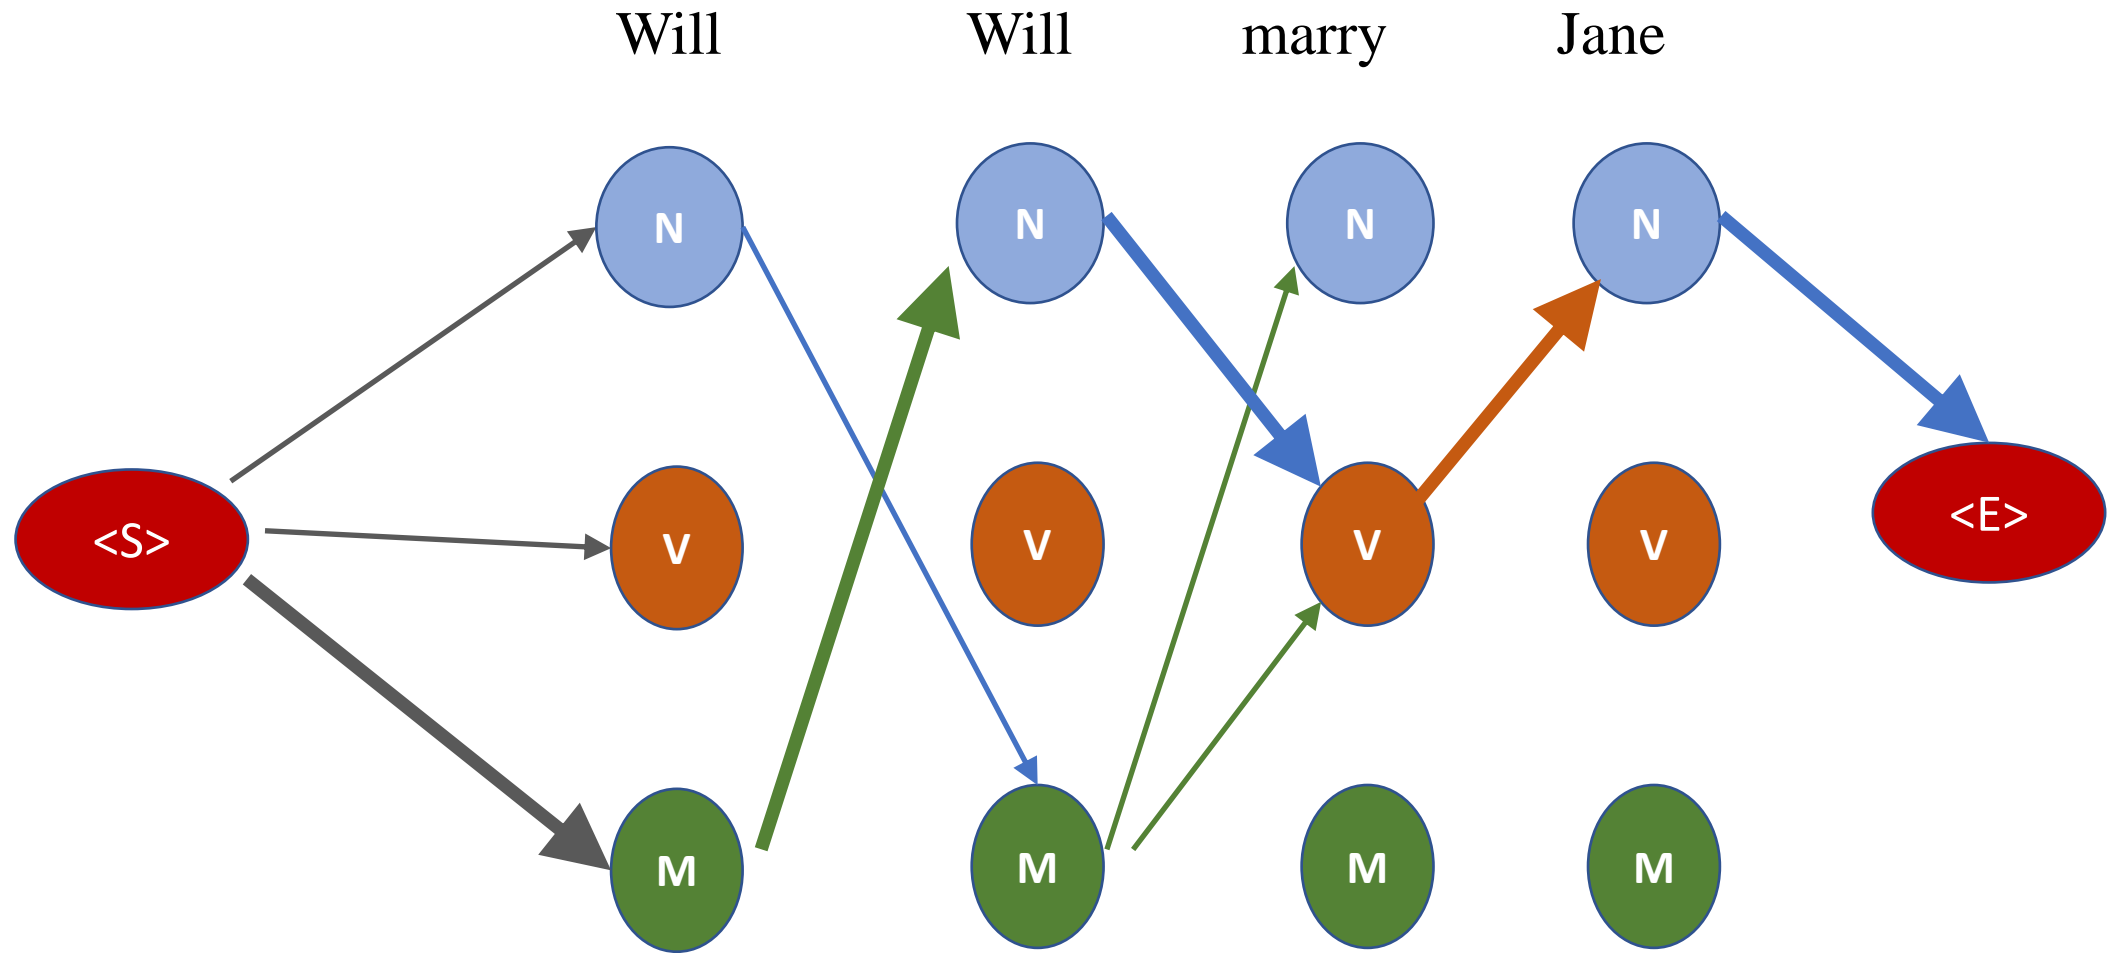 Will Will marry Jane
N N N N
<S> V V V V <E>
M M M M